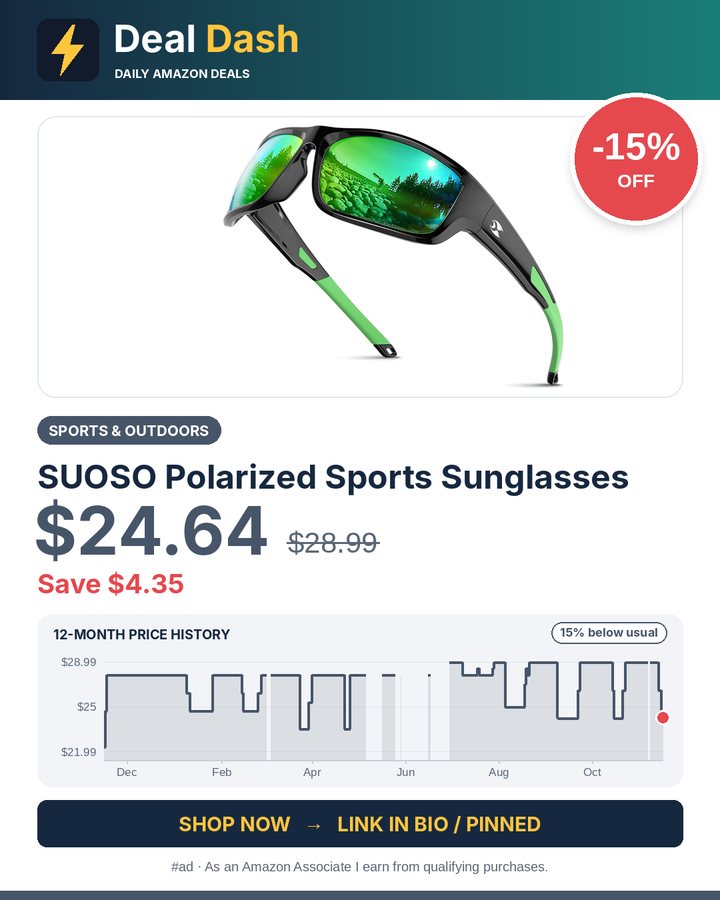 Deal Dash
DAILY AMAZON DEALS
-15%
OFF
SPORTS & OUTDOORS
SUOSO Polarized Sports Sunglasses
$24.64 $28.99
Save $4.35
12-MONTH PRICE HISTORY
15% below usual
$28.99
$25
$21.99
Dec Feb Apr Jun Aug Oct
SHOP NOW → LINK IN BIO / PINNED
#ad · As an Amazon Associate I earn from qualifying purchases.